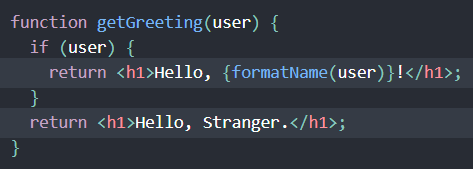 function getGreeting(user) {
  if (user) {
    return <h1>Hello, {formatName(user)}!</h1>;
  }
  return <h1>Hello, Stranger.</h1>;
}